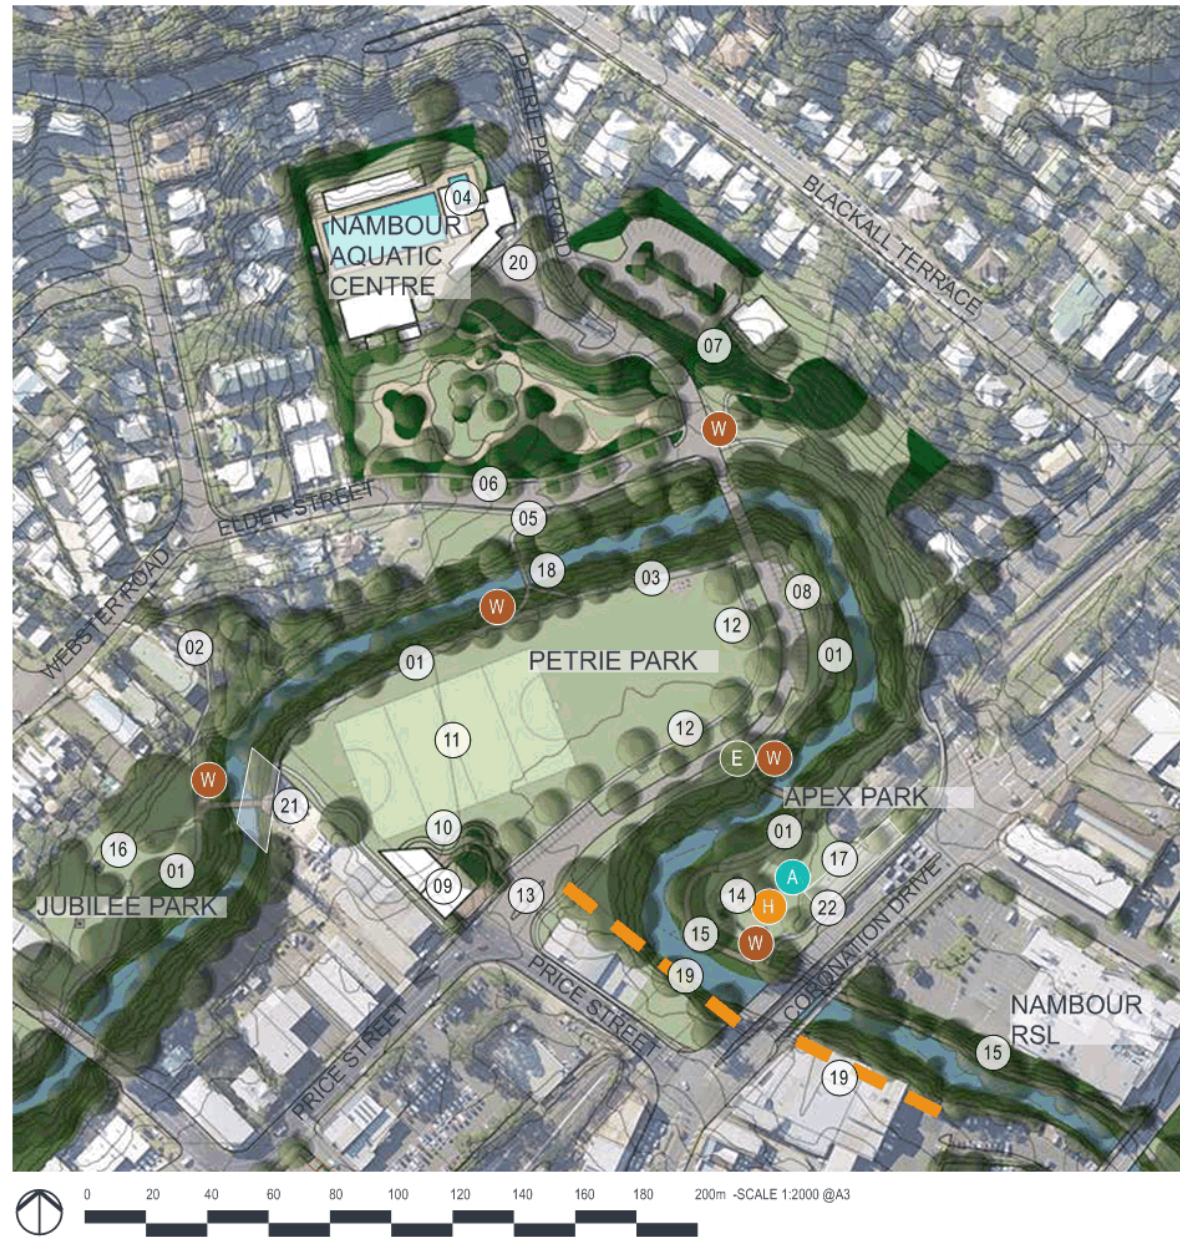 PETRIE PARK ROAD
BLACKALL TERRACE
04
NAMBOUR
AQUATIC
CENTRE
20
07
W
06
ELDER STREET
05
WEBSTER ROAD
18
03
08
W
12
02
01
PETRIE PARK
01
12
11
E
W
W
21
APEX PARK
10
01
16
01
17
A
09
13
14
H
22
JUBILEE PARK
15
W
CORONATION DRIVE
19
PRICE STREET
NAMBOUR
RSL
PRICE STREET
15
19
0 20 40 60 80 100 120 140 160 180 200m -SCALE 1:2000 @A3